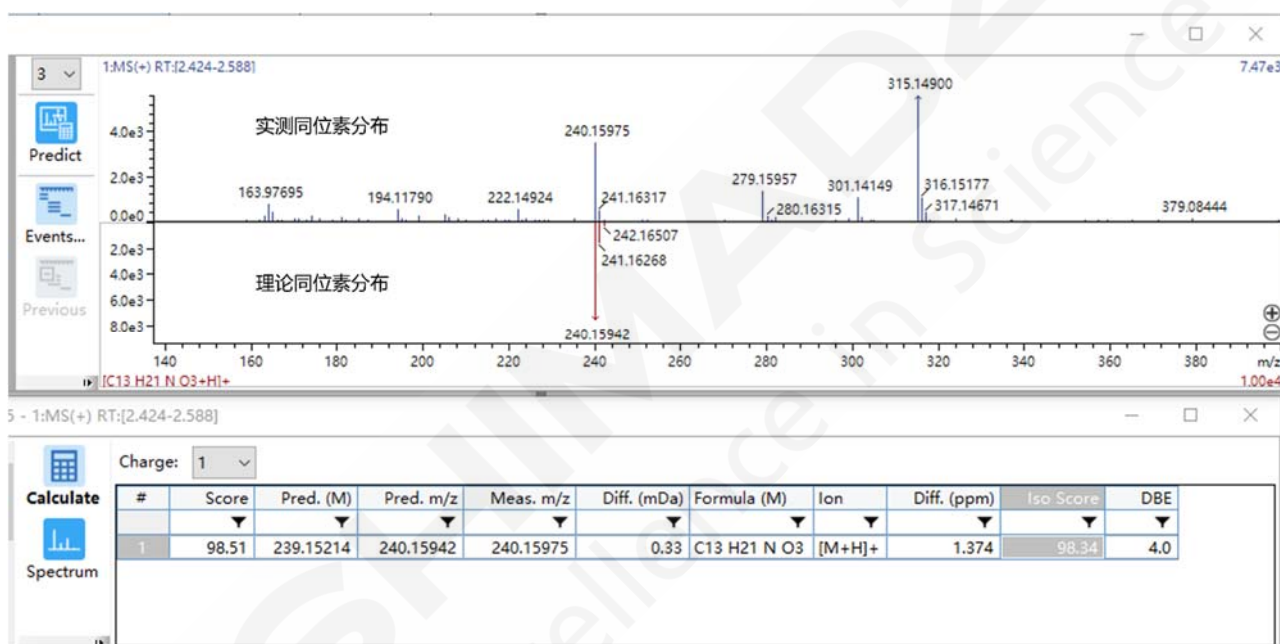 3
1:MS(+) RT:[2.424-2.588]
7.47e3
Predict
Events...
Previous
4.0e3
2.0e3
0.0e0
2.0e3
4.0e3
6.0e3
8.0e3
实测同位素分布
理论同位素分布
315.14900
240.15975
163.97695
194.11790
222.14924
241.16317
279.15957
280.16315
301.14149
316.15177
317.14671
379.08444
242.16507
241.16268
240.15942
140 160 180 200 220 240 260 280 300 320 340 360 380 m/z
[C13 H21 N O3+H]+
1.00e4
5 - 1:MS(+) RT:[2.424-2.588]
Calculate
Spectrum
Charge: 1
# Score Pred. (M) Pred. m/z Meas. m/z Diff. (mDa) Formula (M) Ion Diff. (ppm) Iso Score DBE
1 98.51 239.15214 240.15942 240.15975 0.33 C13 H21 N O3 [M+H]+ 1.374 98.34 4.0